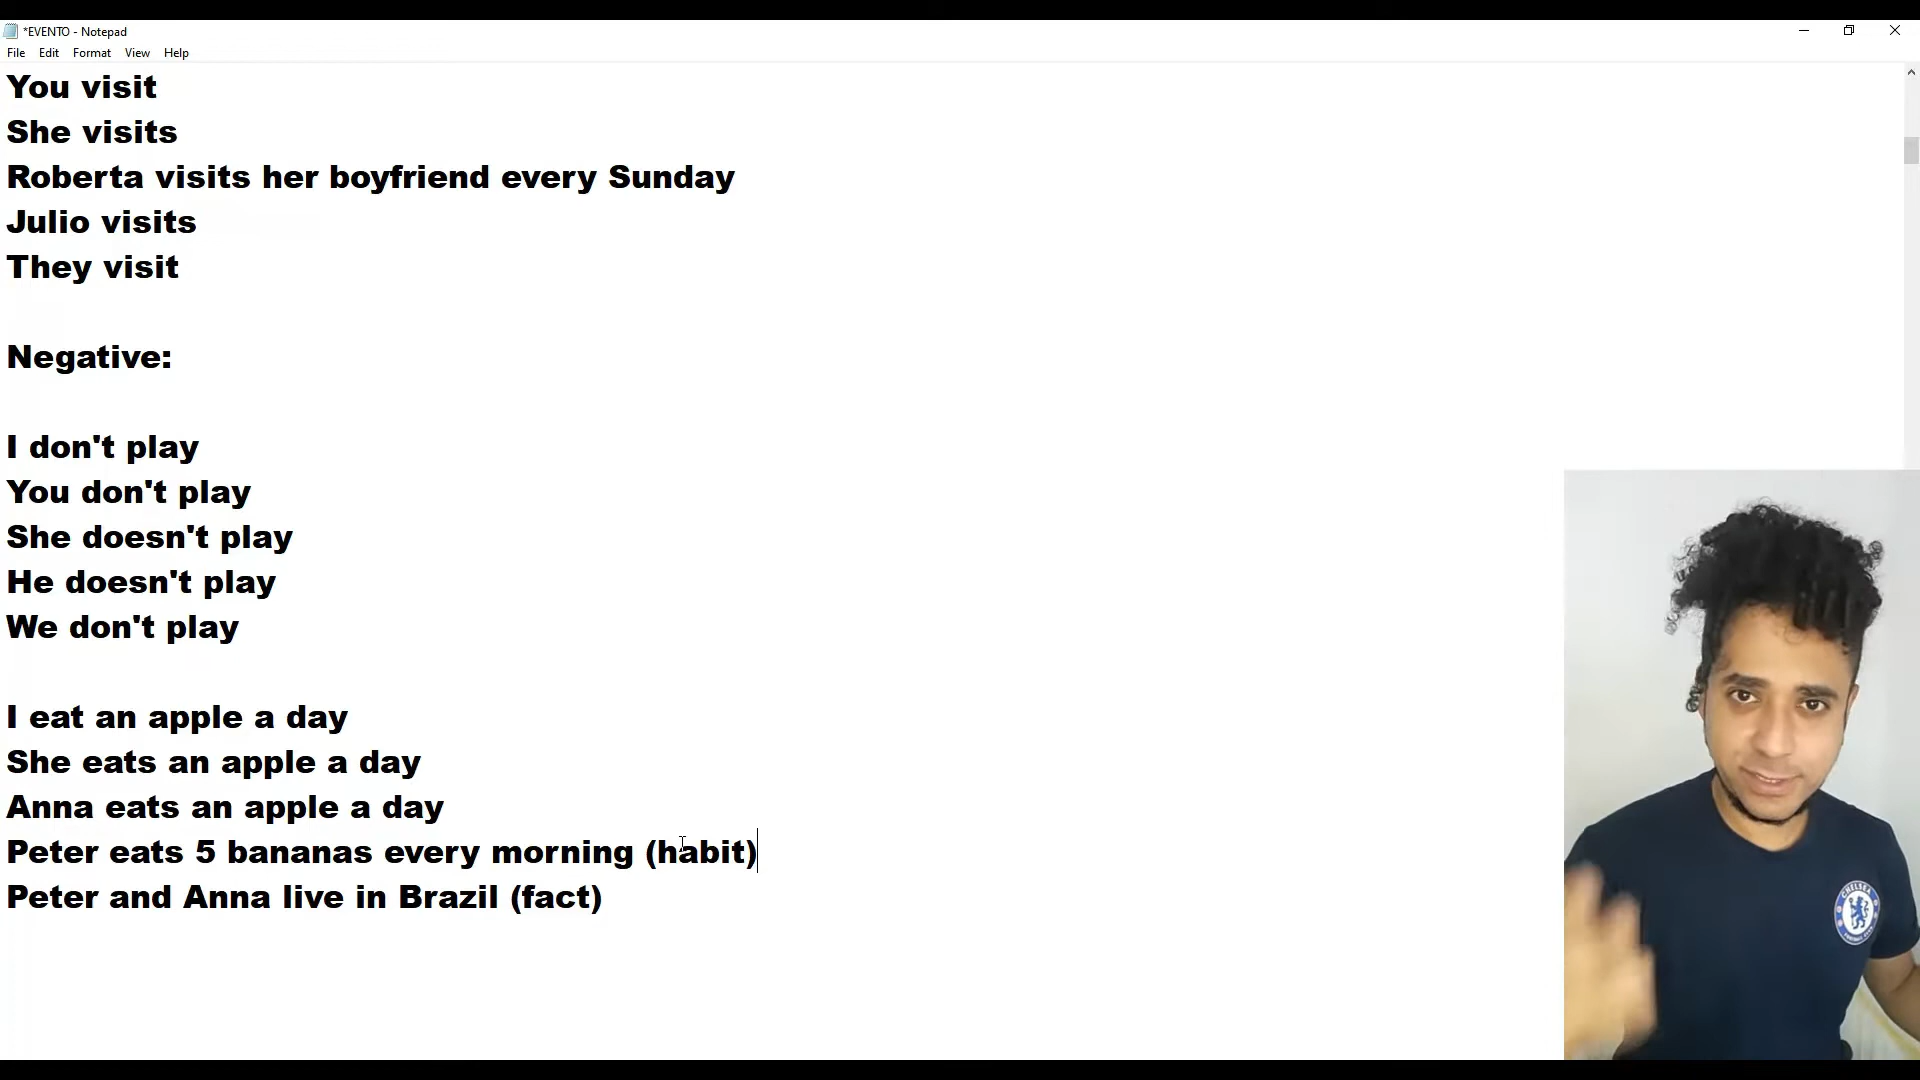 *EVENTO - Notepad
File Edit Format View Help
You visit
She visits
Roberta visits her boyfriend every Sunday
Julio visits
They visit
Negative:
I don't play
You don't play
She doesn't play
He doesn't play
We don't play
I eat an apple a day
She eats an apple a day
Anna eats an apple a day
Peter eats 5 bananas every morning (habit)
Peter and Anna live in Brazil (fact)
CHELSEA
FOOTBALL CLUB